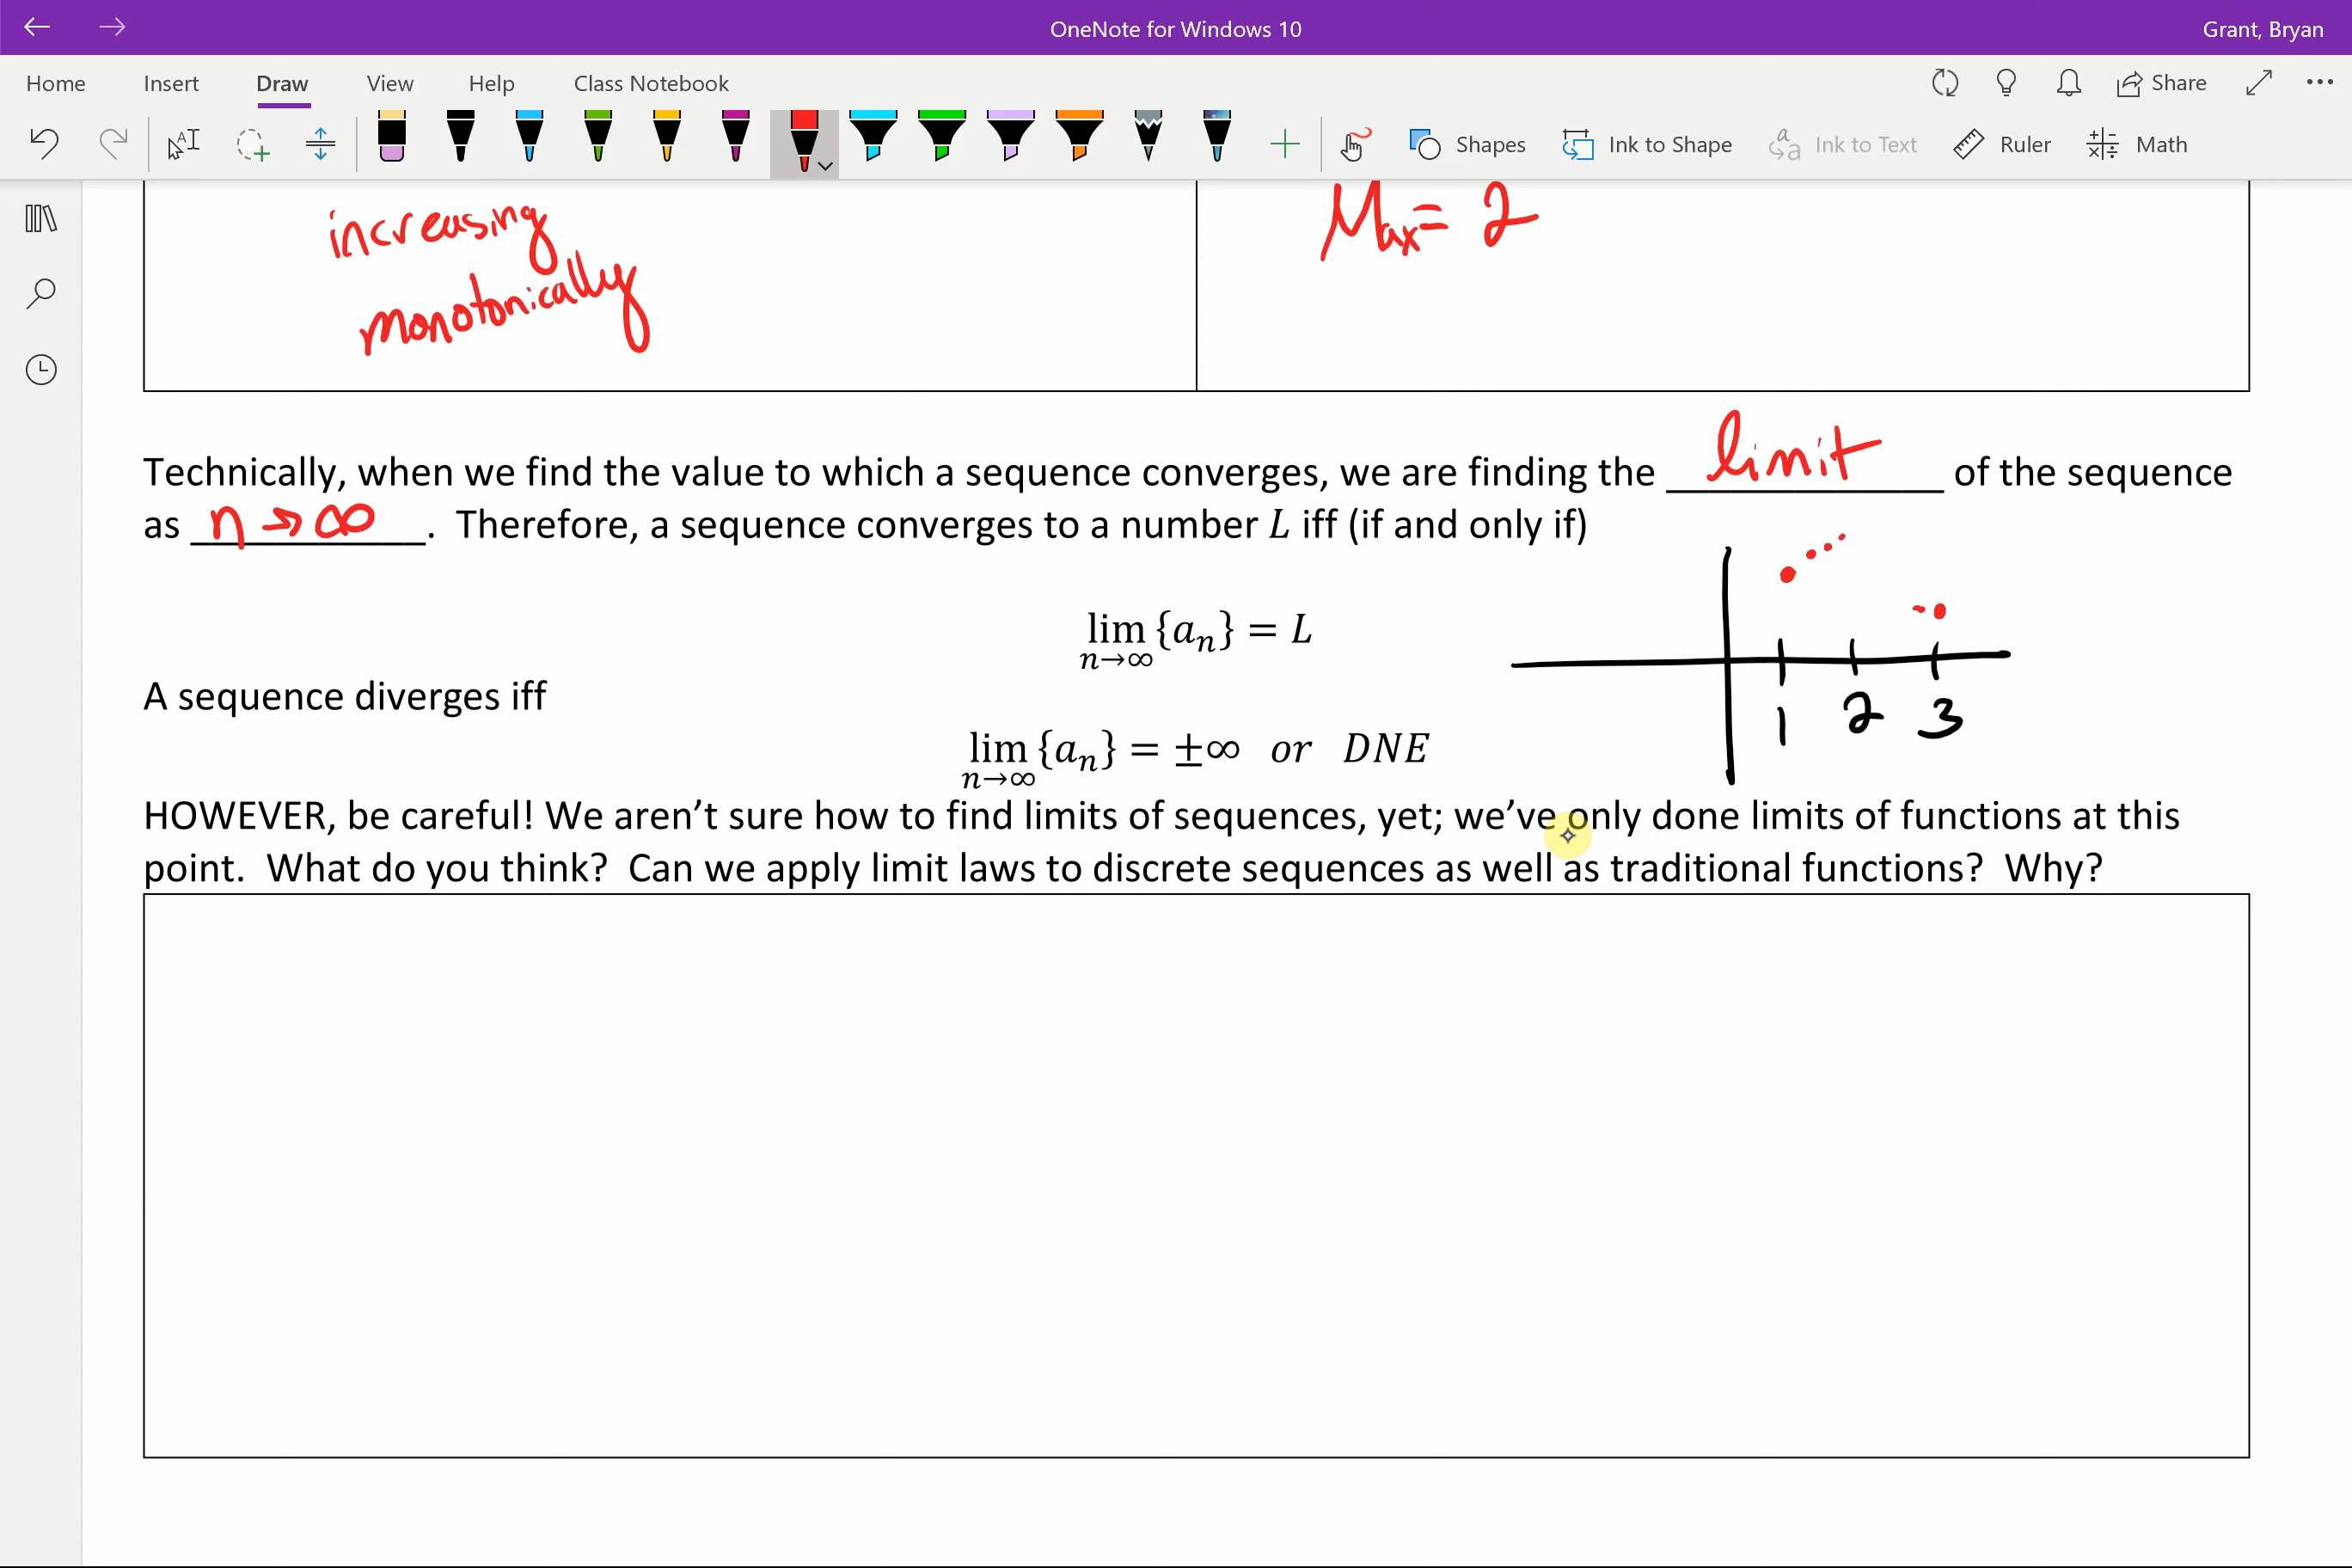 OneNote for Windows 10
Grant, Bryan
Home Insert Draw View Help Class Notebook Share
Shapes Ink to Shape Ink to Text Ruler Math
increasing
monotonically
Max = 2
Technically, when we find the value to which a sequence converges, we are finding the limit of the sequence
as n→∞. Therefore, a sequence converges to a number L iff (if and only if)
lim n→∞ {aₙ} = L
1 2 3
A sequence diverges iff
lim n→∞ {aₙ} = ±∞ or DNE
HOWEVER, be careful! We aren’t sure how to find limits of sequences, yet; we’ve only done limits of functions at this
point. What do you think? Can we apply limit laws to discrete sequences as well as traditional functions? Why?